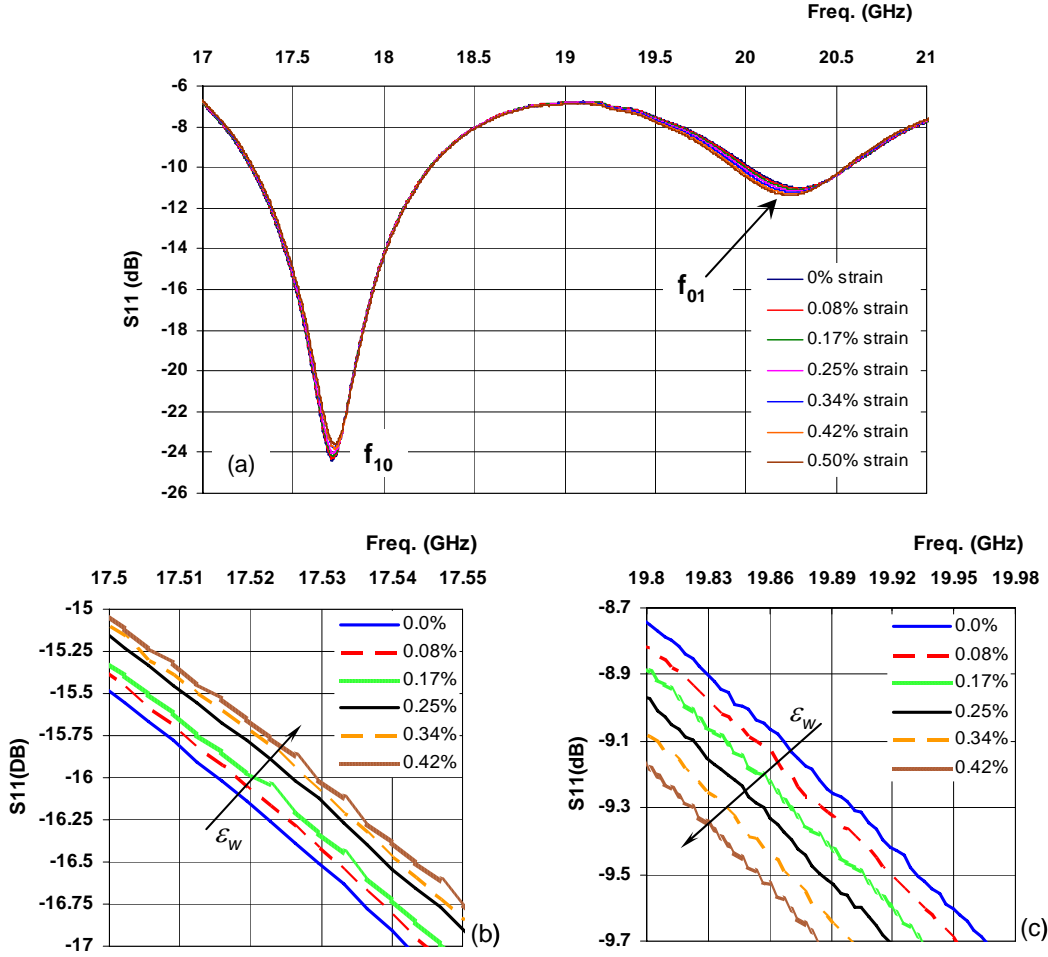 Freq. (GHz)
17 17.5 18 18.5 19 19.5 20 20.5 21
-6
-8
-10
-12
-14
-16
-18
-20
-22
-24
-26
S11 (dB)
f01
0% strain
0.08% strain
0.17% strain
0.25% strain
0.34% strain
0.42% strain
0.50% strain
(a)
f10
Freq. (GHz)
17.5 17.51 17.52 17.53 17.54 17.55
-15
-15.25
-15.5
-15.75
-16
-16.25
-16.5
-16.75
-17
S11(DB)
0.0%
0.08%
0.17%
0.25%
0.34%
0.42%
εw
(b)
Freq. (GHz)
19.8 19.83 19.86 19.89 19.92 19.95 19.98
-8.7
-8.9
-9.1
-9.3
-9.5
-9.7
S11(dB)
0.0%
0.08%
0.17%
0.25%
0.34%
0.42%
εw
(c)